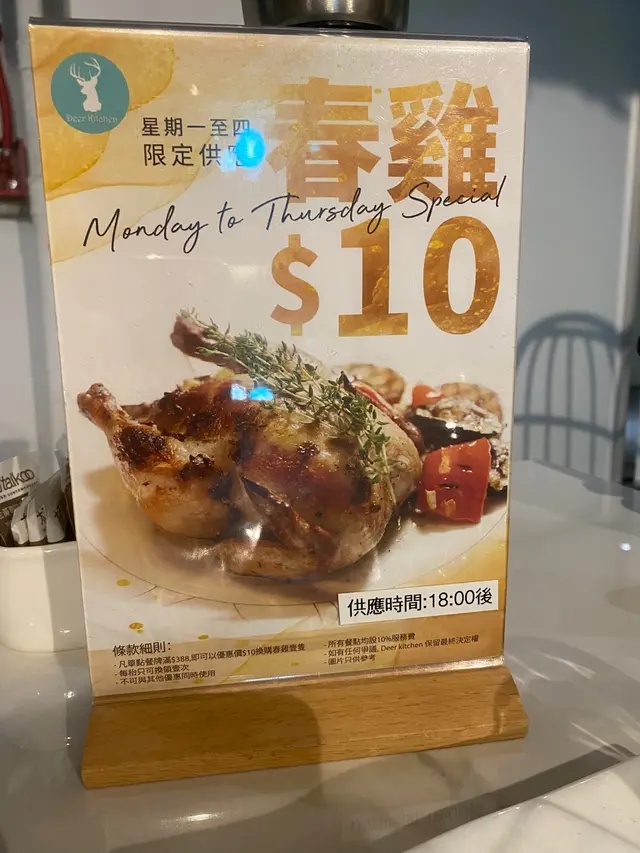 Deer Kitchen
星期一至四
限定供
春雞
Monday to Thursday Special
$10
供應時間:18:00後
條款細則:
- 凡單點餐牌滿$388,即可以優惠價$10換購春雞壹隻
- 每枱只可換領壹次
- 不可與其他優惠同時使用
- 所有餐點均設10%服務費
- 如有任何爭議, Deer kitchen 保留最終決定權
- 圖片只供參考
taikoo